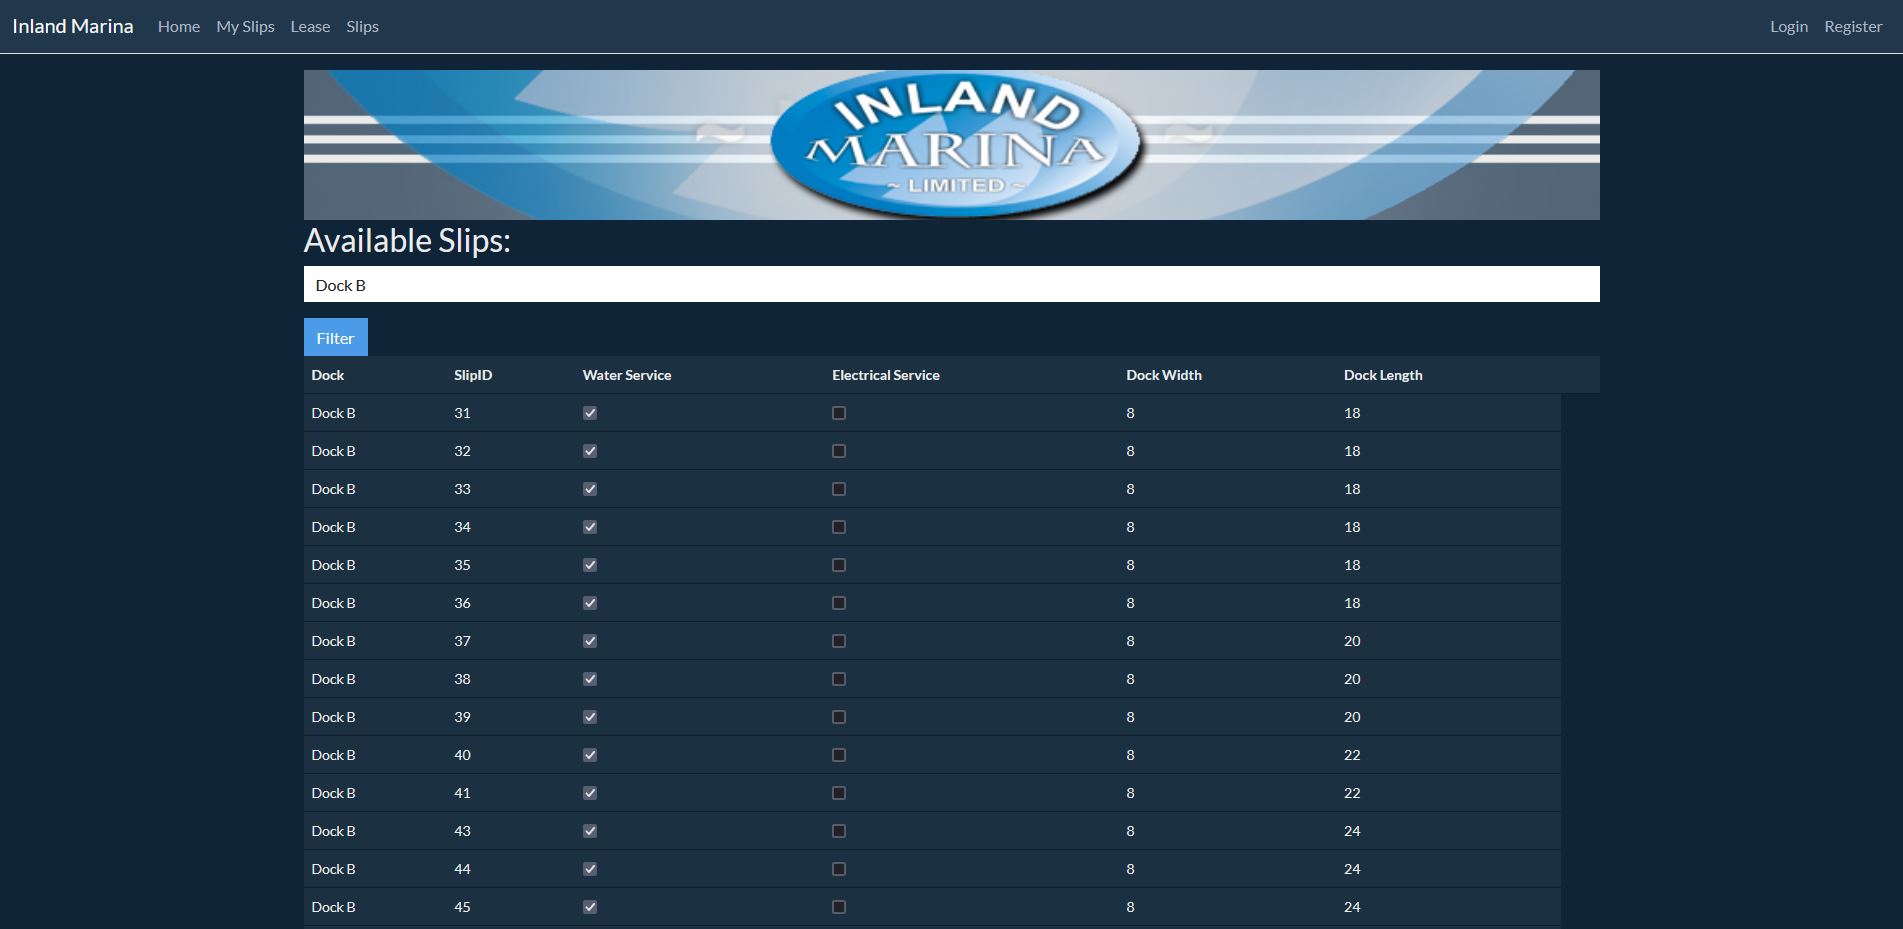 Inland Marina Home My Slips Lease Slips Login Register
INLAND
MARINA
~ LIMITED ~
Available Slips:
Dock B
Filter
Dock SlipID Water Service Electrical Service Dock Width Dock Length
Dock B 31 8 18
Dock B 32 8 18
Dock B 33 8 18
Dock B 34 8 18
Dock B 35 8 18
Dock B 36 8 18
Dock B 37 8 20
Dock B 38 8 20
Dock B 39 8 20
Dock B 40 8 22
Dock B 41 8 22
Dock B 43 8 24
Dock B 44 8 24
Dock B 45 8 24